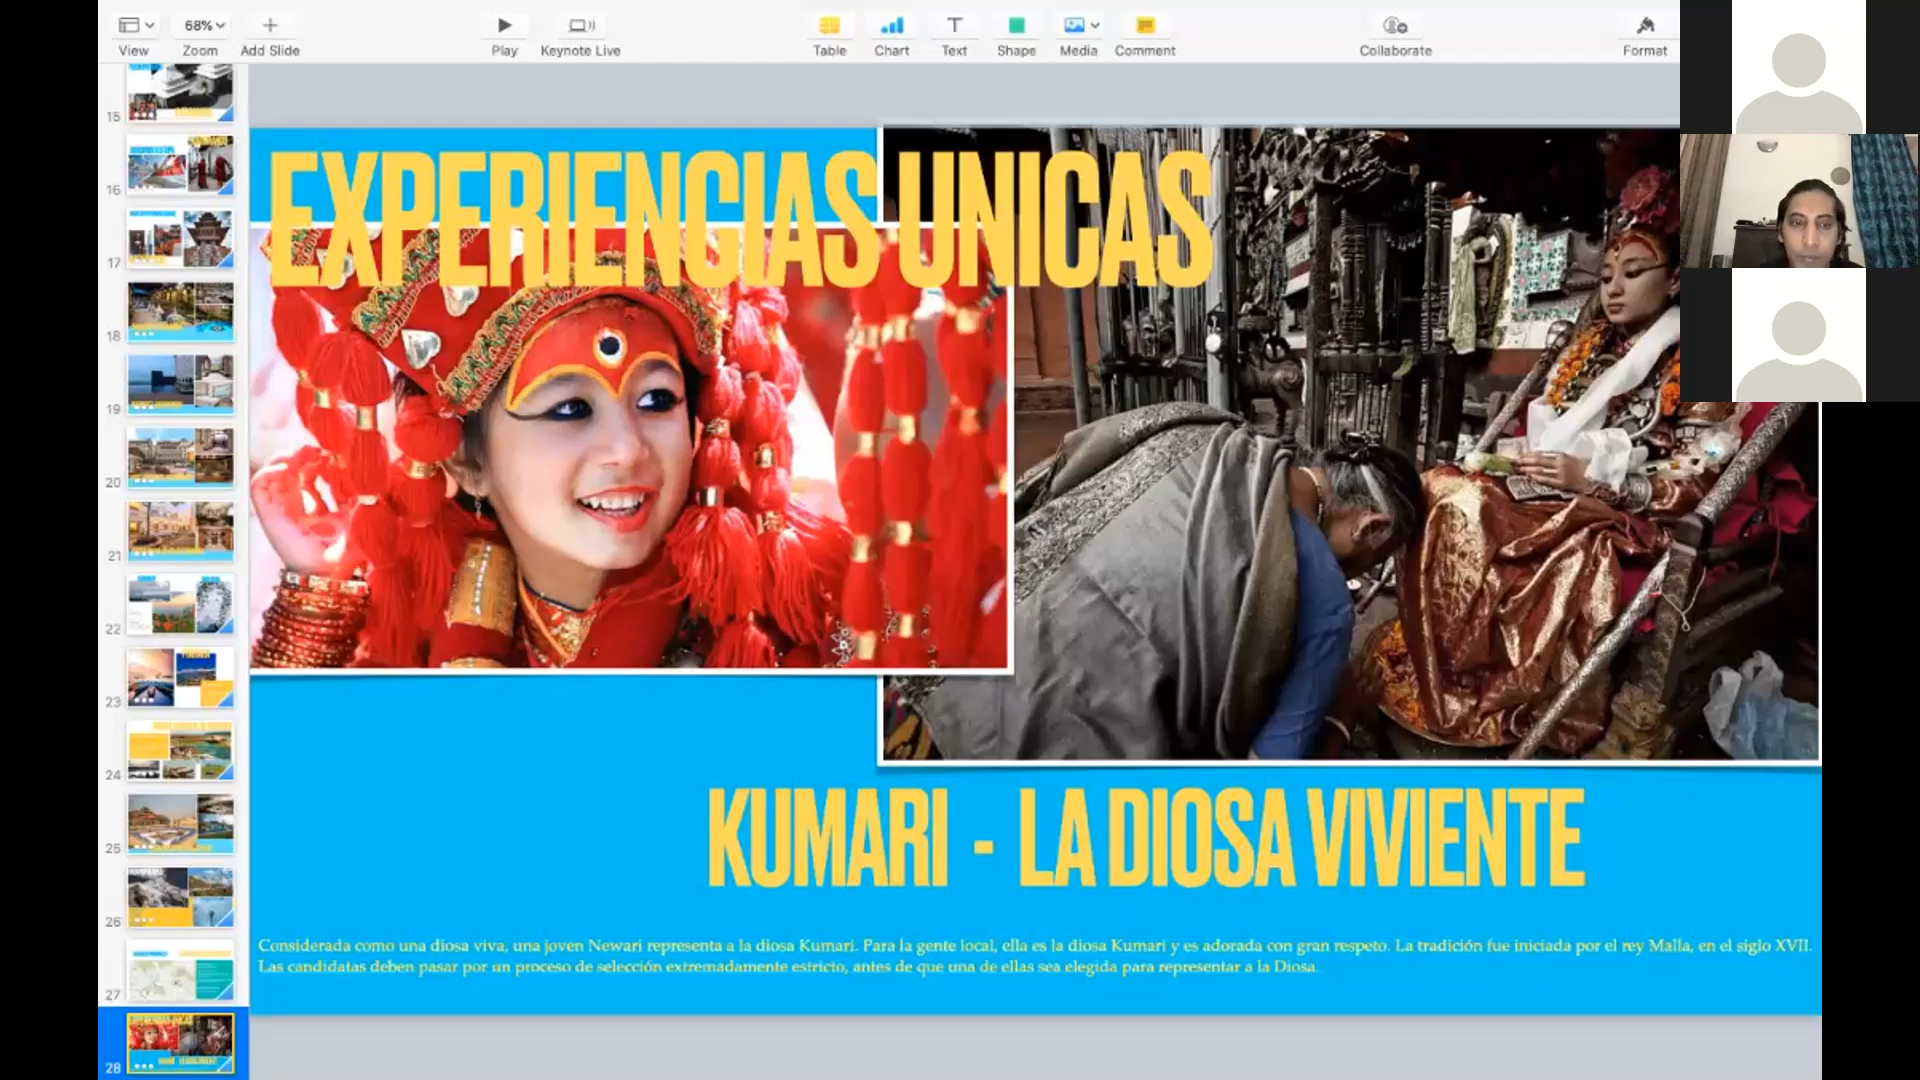 68%
View
Zoom
Add Slide
Play
Keynote Live
Table
Chart
Text
Shape
Media
Comment
Collaborate
Format
15
16
17
18
19
20
21
22
23
24
25
26
27
28
EXPERIENCIAS UNICAS
KUMARI - LA DIOSA VIVIENTE
Considerada como una diosa viva, una joven Newari representa a la diosa Kumari. Para la gente local, ella es la diosa Kumari y es adorada con gran respeto. La tradición fue iniciada por el rey Malla, en el siglo XVII.
Las candidatas deben pasar por un proceso de selección extremadamente estricto, antes de que una de ellas sea elegida para representar a la Diosa.